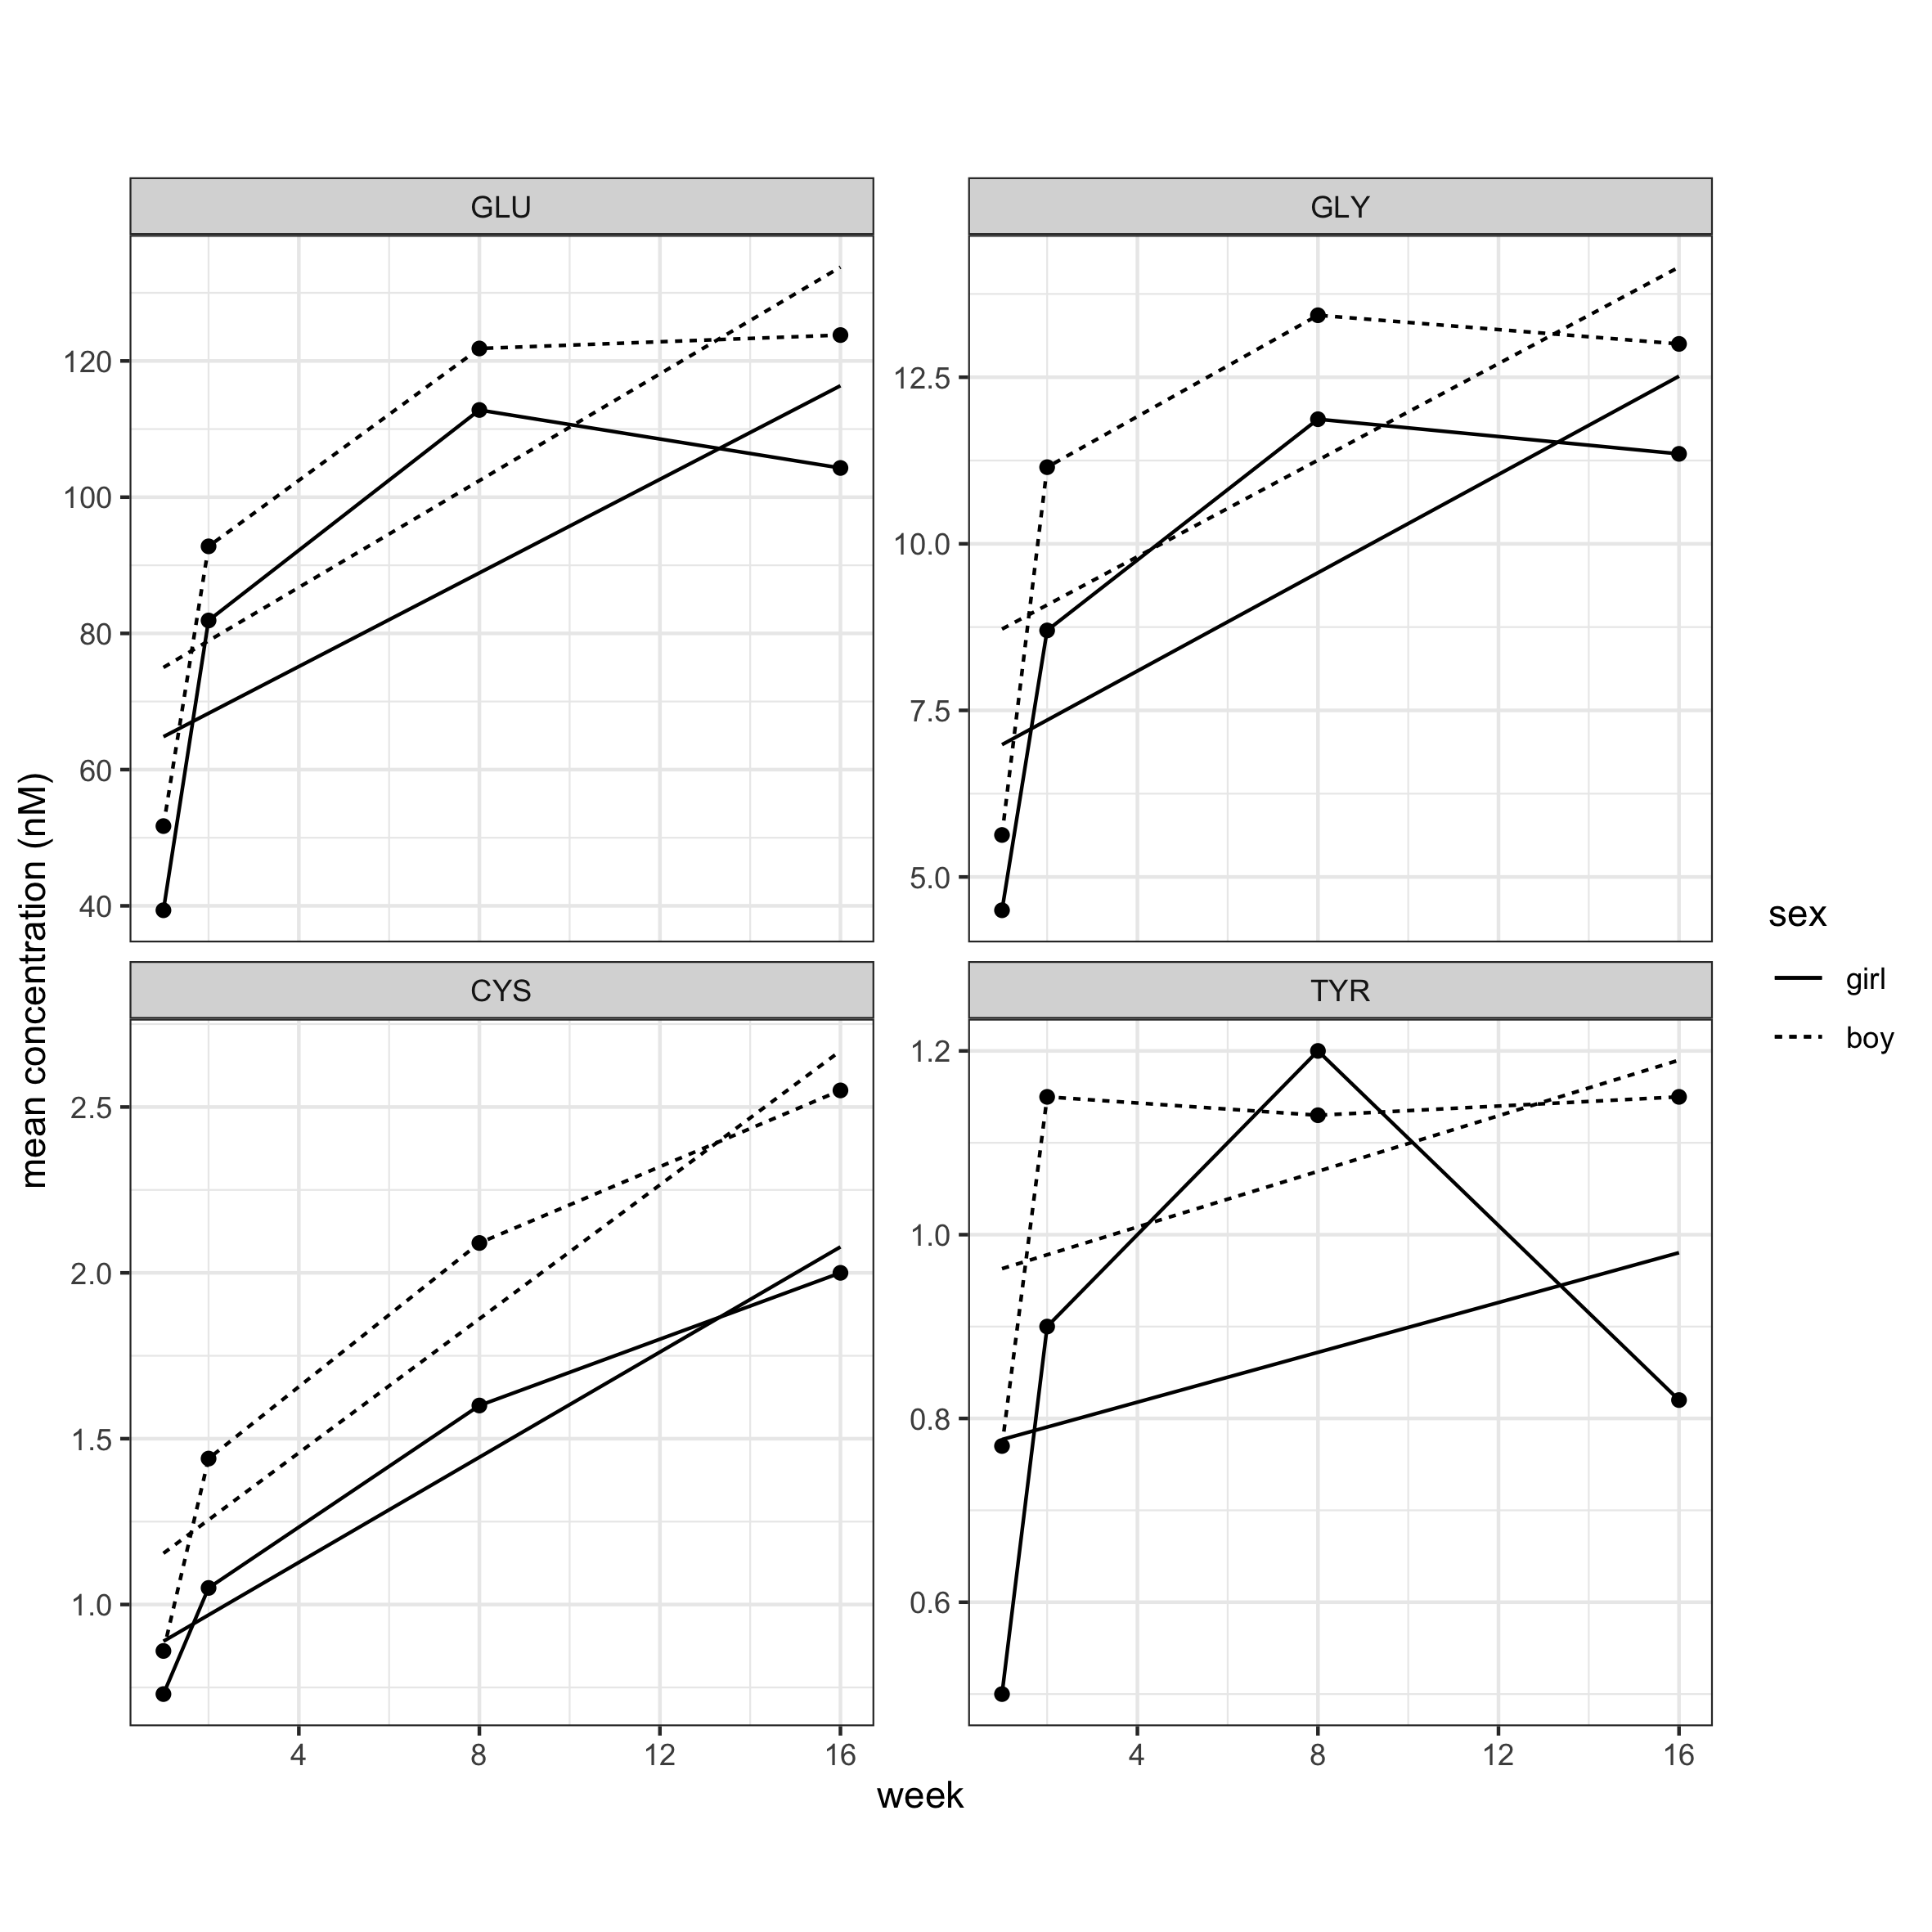 mean concentration (nM)
GLU
120
100
80
60
40
GLY
12.5
10.0
7.5
5.0
CYS
2.5
2.0
1.5
1.0
4 8 12 16
TYR
1.2
1.0
0.8
0.6
4 8 12 16
week
sex
girl
boy